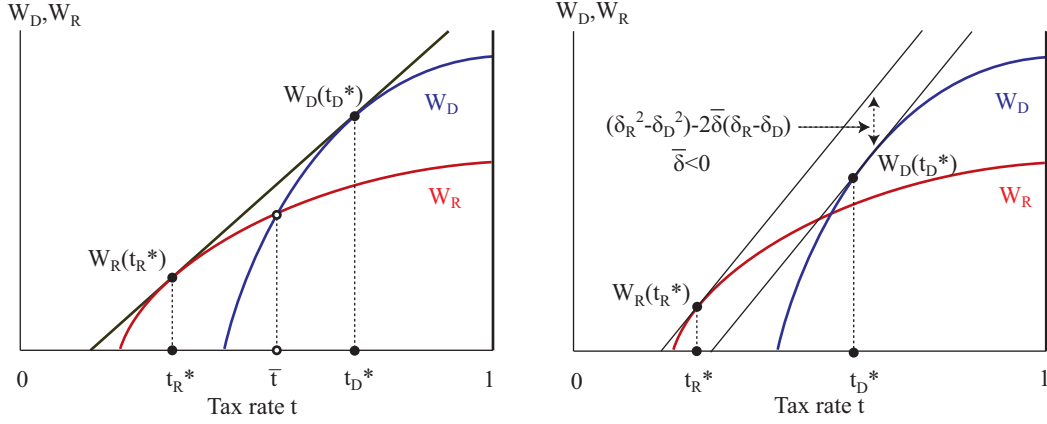 W_D,W_R
W_D(t_D*)
W_D
W_R
W_R(t_R*)
0
t_R*
t̅
t_D*
1
Tax rate t
W_D,W_R
W_D
(δ_R²-δ_D²)-2δ̅(δ_R-δ_D)
δ̅<0
W_D(t_D*)
W_R
W_R(t_R*)
0
t_R*
t_D*
1
Tax rate t